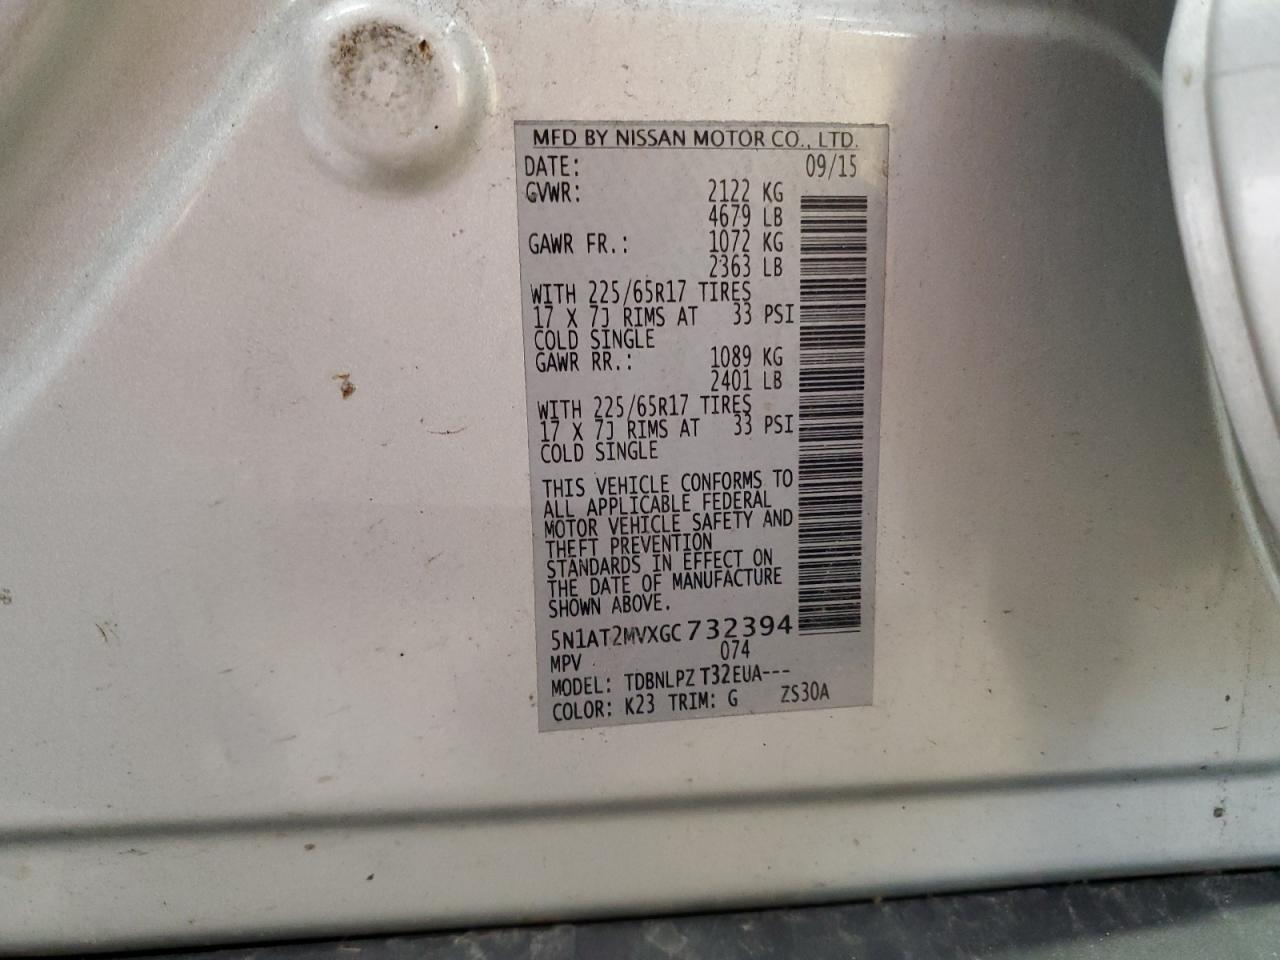 MFD BY NISSAN MOTOR CO., LTD.
DATE: 09/15
GVWR: 2122 KG
4679 LB
GAWR FR.: 1072 KG
2363 LB
WITH 225/65R17 TIRES
17 X 7J RIMS AT 33 PSI
COLD SINGLE
GAWR RR.: 1089 KG
2401 LB
WITH 225/65R17 TIRES
17 X 7J RIMS AT 33 PSI
COLD SINGLE
THIS VEHICLE CONFORMS TO
ALL APPLICABLE FEDERAL
MOTOR VEHICLE SAFETY AND
THEFT PREVENTION
STANDARDS IN EFFECT ON
THE DATE OF MANUFACTURE
SHOWN ABOVE.
5N1AT2MVXGC732394
MPV 074
MODEL: TDBNLPZ T32EUA---
COLOR: K23 TRIM: G ZS30A